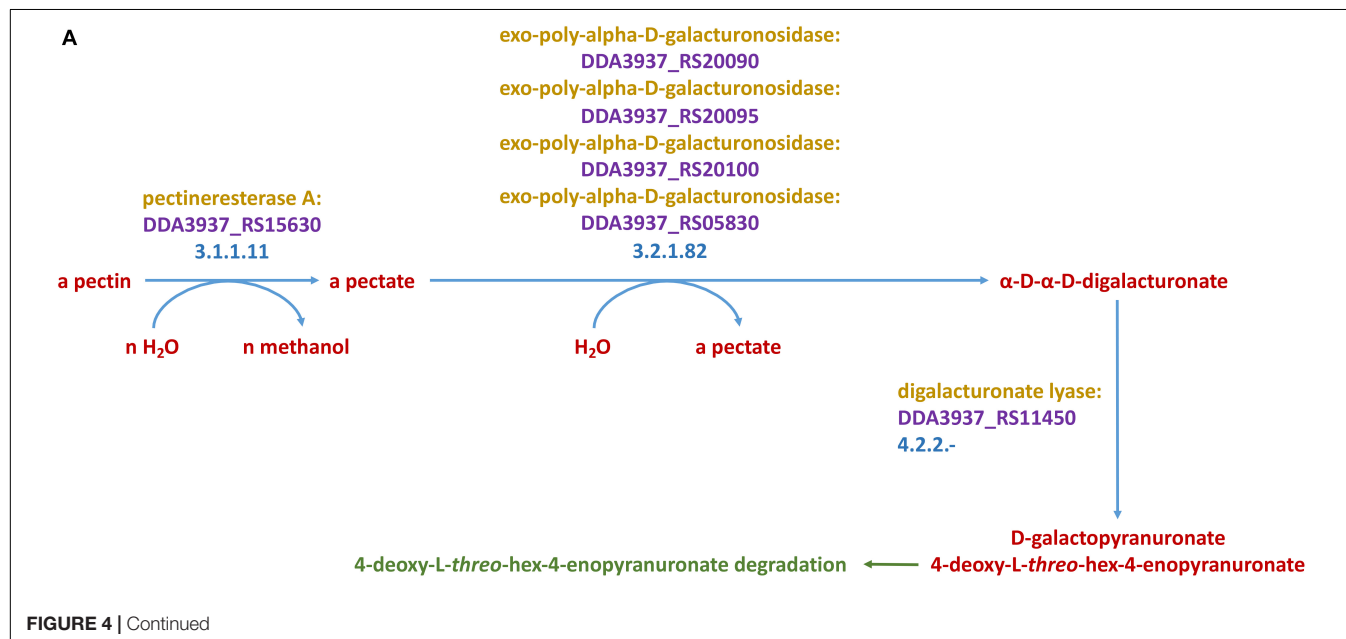 A
exo-poly-alpha-D-galacturonosidase:
DDA3937_RS20090
exo-poly-alpha-D-galacturonosidase:
DDA3937_RS20095
exo-poly-alpha-D-galacturonosidase:
DDA3937_RS20100
exo-poly-alpha-D-galacturonosidase:
DDA3937_RS05830
3.2.1.82
pectineresterase A:
DDA3937_RS15630
3.1.1.11
a pectin
a pectate
α-D-α-D-digalacturonate
n H₂O
n methanol
H₂O
a pectate
digalacturonate lyase:
DDA3937_RS11450
4.2.2.-
D-galactopyranuronate
4-deoxy-L-threo-hex-4-enopyranuronate
4-deoxy-L-threo-hex-4-enopyranuronate degradation
FIGURE 4 | Continued